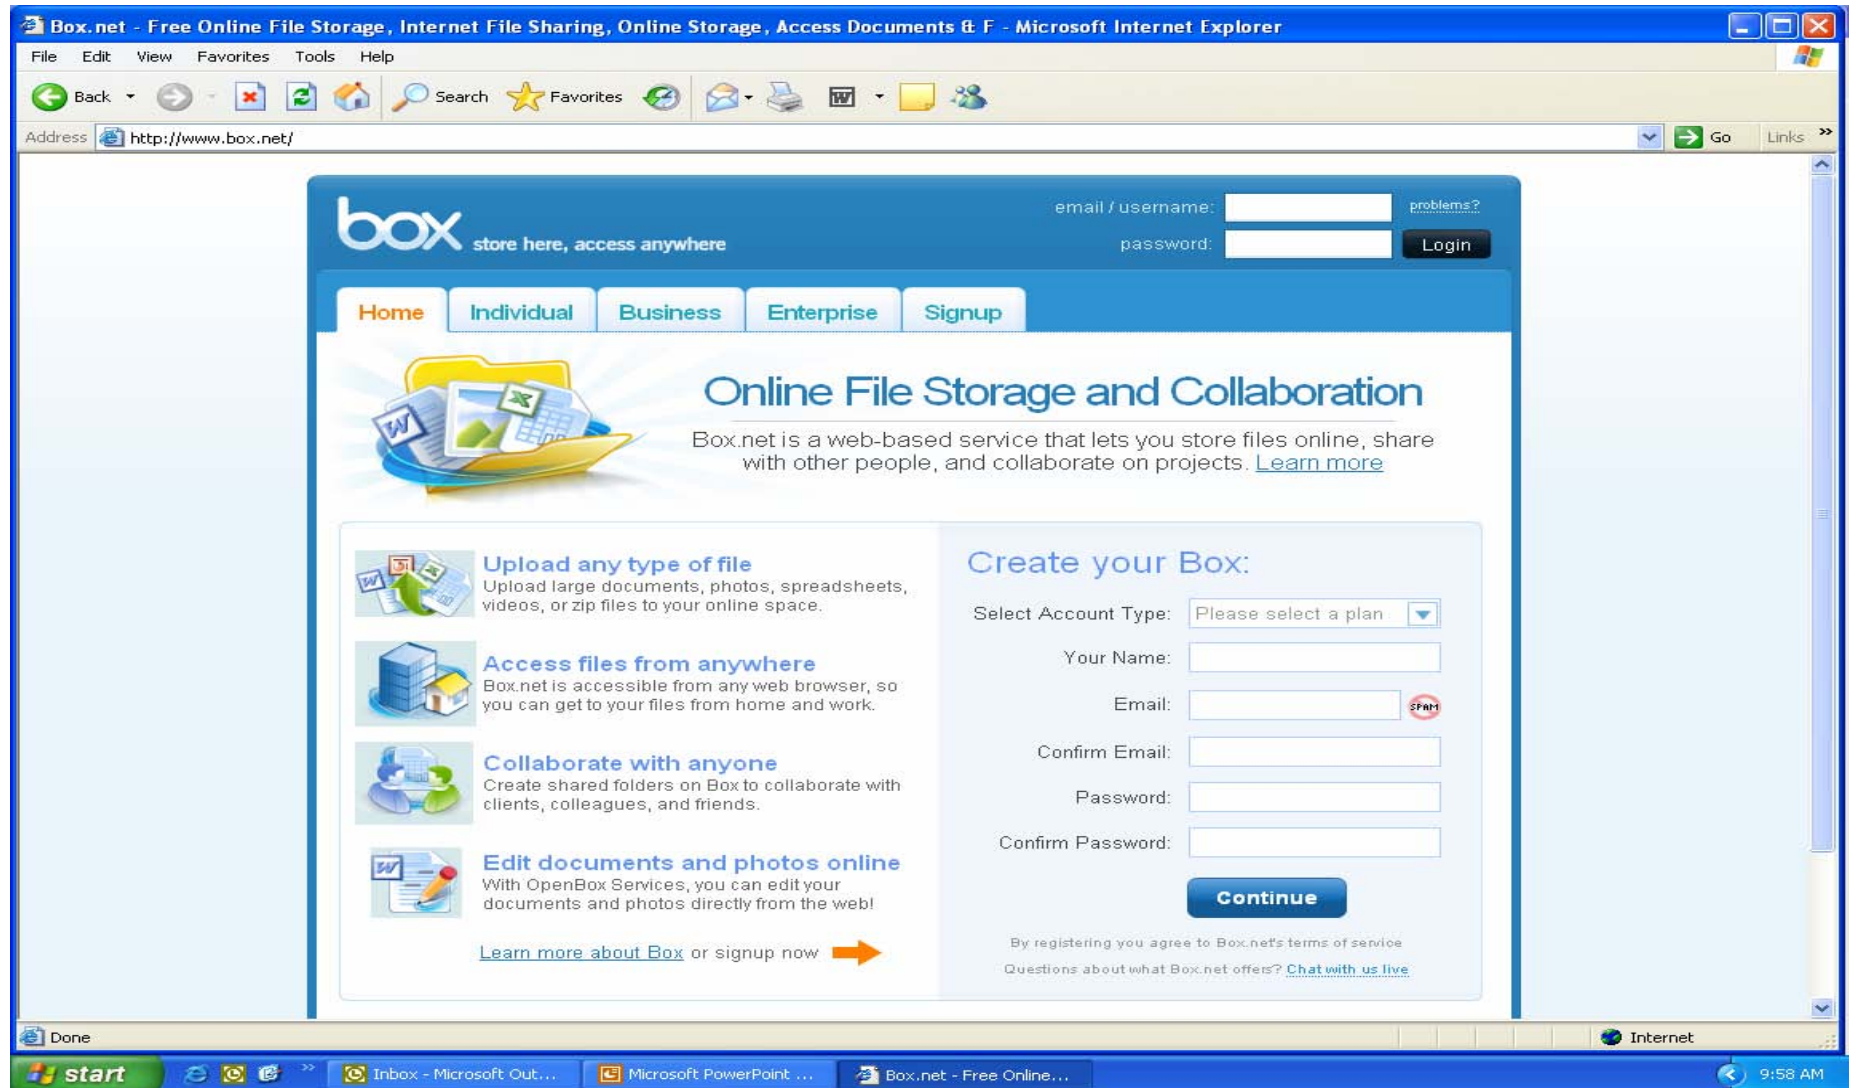 Box.net - Free Online File Storage, Internet File Sharing, Online Storage, Access Documents & F - Microsoft Internet Explorer
File Edit View Favorites Tools Help
Back Search Favorites
Address http://www.box.net/ Go Links »
box store here, access anywhere
email / username: problems?
password: Login
Home Individual Business Enterprise Signup
Online File Storage and Collaboration
Box.net is a web-based service that lets you store files online, share
with other people, and collaborate on projects. Learn more
Upload any type of file
Upload large documents, photos, spreadsheets,
videos, or zip files to your online space.
Access files from anywhere
Box.net is accessible from any web browser, so
you can get to your files from home and work.
Collaborate with anyone
Create shared folders on Box to collaborate with
clients, colleagues, and friends.
Edit documents and photos online
With OpenBox Services, you can edit your
documents and photos directly from the web!
Learn more about Box or signup now
Create your Box:
Select Account Type: Please select a plan
Your Name:
Email: SPAM
Confirm Email:
Password:
Confirm Password:
Continue
By registering you agree to Box.net's terms of service
Questions about what Box.net offers? Chat with us live
Done Internet
start » Inbox - Microsoft Out... Microsoft PowerPoint ... Box.net - Free Online... 9:58 AM